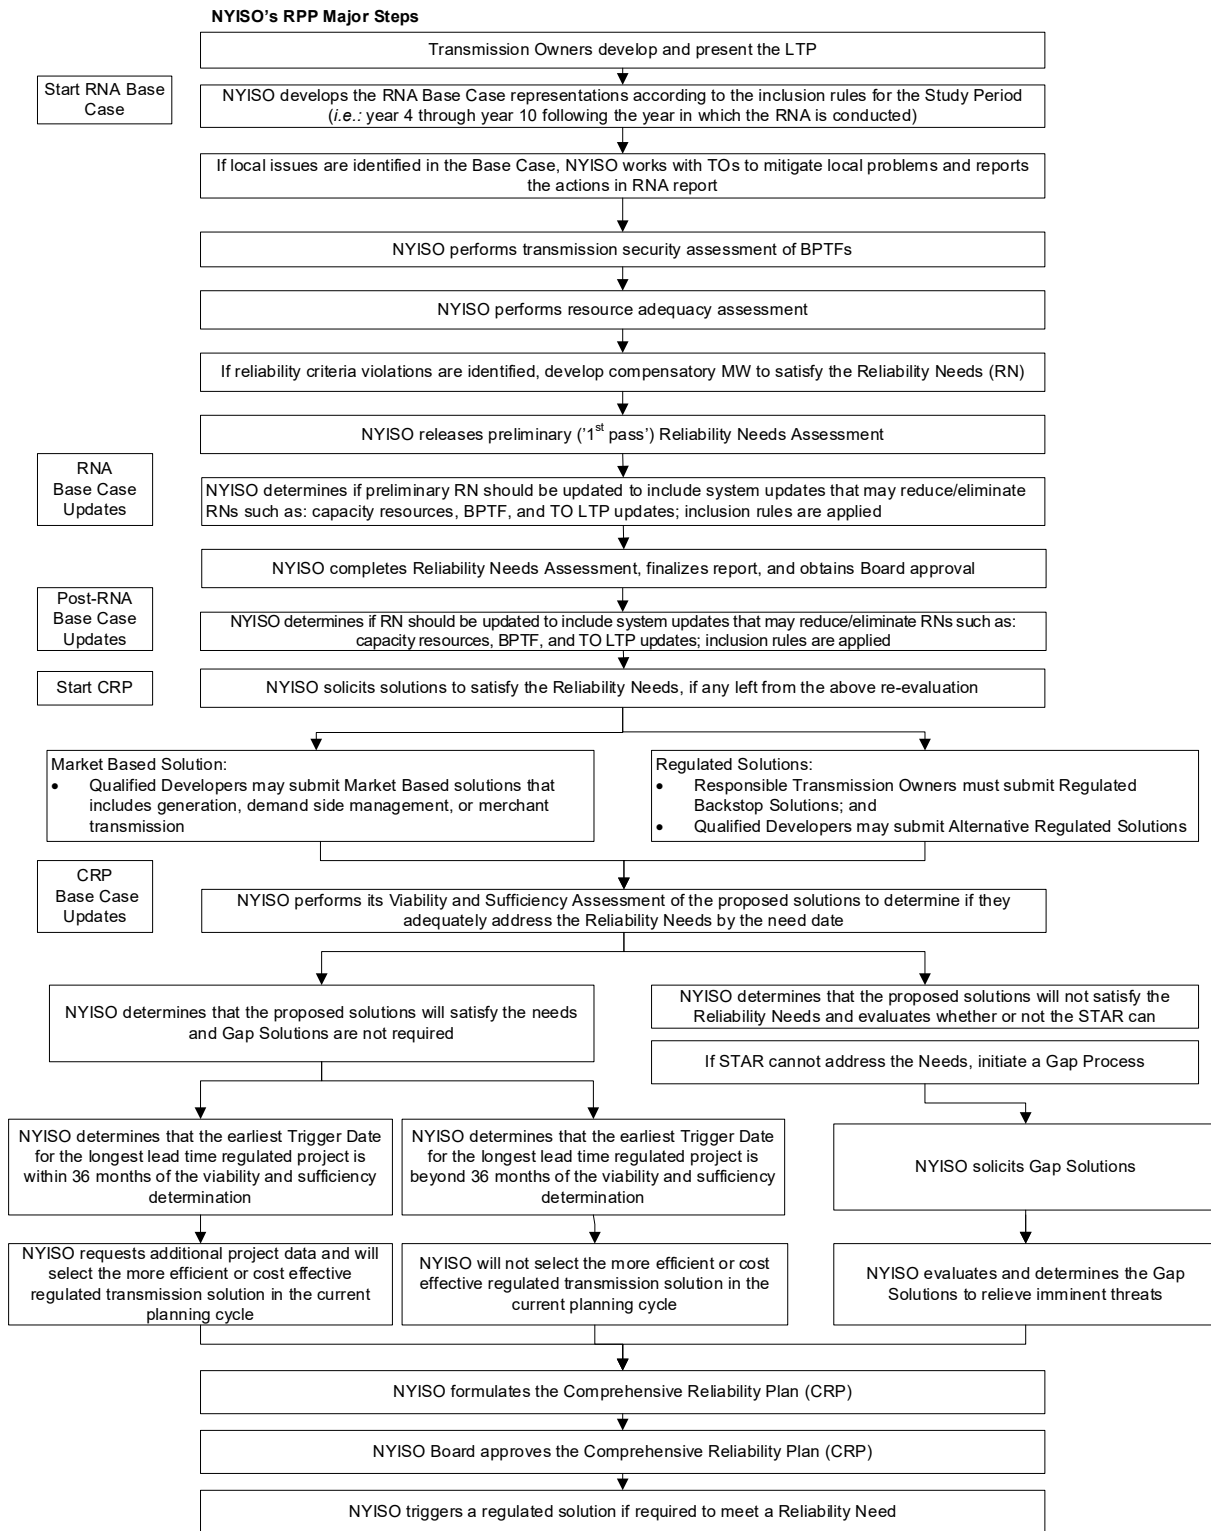 NYISO's RPP Major Steps
Transmission Owners develop and present the LTP
Start RNA Base
Case
NYISO develops the RNA Base Case representations according to the inclusion rules for the Study Period
(i.e.: year 4 through year 10 following the year in which the RNA is conducted)
If local issues are identified in the Base Case, NYISO works with TOs to mitigate local problems and reports
the actions in RNA report
NYISO performs transmission security assessment of BPTFs
NYISO performs resource adequacy assessment
If reliability criteria violations are identified, develop compensatory MW to satisfy the Reliability Needs (RN)
NYISO releases preliminary ('1st pass') Reliability Needs Assessment
RNA
Base Case
Updates
NYISO determines if preliminary RN should be updated to include system updates that may reduce/eliminate
RNs such as: capacity resources, BPTF, and TO LTP updates; inclusion rules are applied
NYISO completes Reliability Needs Assessment, finalizes report, and obtains Board approval
Post-RNA
Base Case
Updates
NYISO determines if RN should be updated to include system updates that may reduce/eliminate RNs such as:
capacity resources, BPTF, and TO LTP updates; inclusion rules are applied
Start CRP
NYISO solicits solutions to satisfy the Reliability Needs, if any left from the above re-evaluation
Market Based Solution:
• Qualified Developers may submit Market Based solutions that
includes generation, demand side management, or merchant
transmission
Regulated Solutions:
• Responsible Transmission Owners must submit Regulated
Backstop Solutions; and
• Qualified Developers may submit Alternative Regulated Solutions
CRP
Base Case
Updates
NYISO performs its Viability and Sufficiency Assessment of the proposed solutions to determine if they
adequately address the Reliability Needs by the need date
NYISO determines that the proposed solutions will satisfy the needs
and Gap Solutions are not required
NYISO determines that the proposed solutions will not satisfy the
Reliability Needs and evaluates whether or not the STAR can
If STAR cannot address the Needs, initiate a Gap Process
NYISO determines that the earliest Trigger Date
for the longest lead time regulated project is
within 36 months of the viability and sufficiency
determination
NYISO determines that the earliest Trigger Date
for the longest lead time regulated project is
beyond 36 months of the viability and sufficiency
determination
NYISO solicits Gap Solutions
NYISO requests additional project data and will
select the more efficient or cost effective
regulated transmission solution in the current
planning cycle
NYISO will not select the more efficient or cost
effective regulated transmission solution in the
current planning cycle
NYISO evaluates and determines the Gap
Solutions to relieve imminent threats
NYISO formulates the Comprehensive Reliability Plan (CRP)
NYISO Board approves the Comprehensive Reliability Plan (CRP)
NYISO triggers a regulated solution if required to meet a Reliability Need